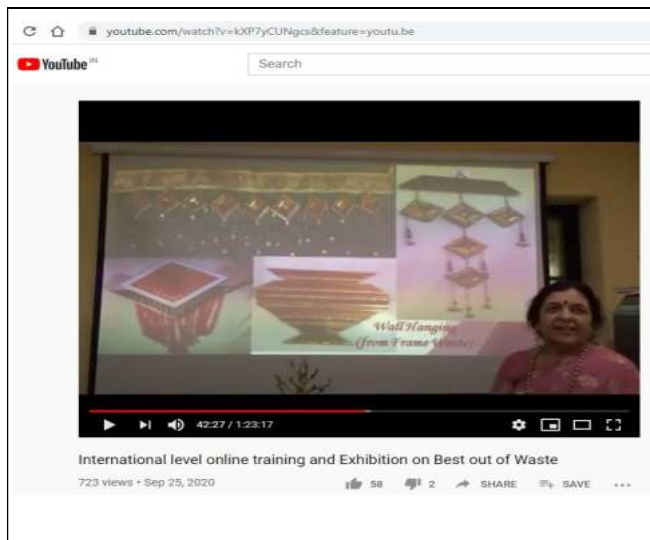 youtube.com/watch?v=kXP7yCUNgcs&feature=youtu.be
YouTube IN
Search
Wall Hanging
(from Frame Waste)
42:27 / 1:23:17
International level online training and Exhibition on Best out of Waste
723 views • Sep 25, 2020
58 2 SHARE SAVE